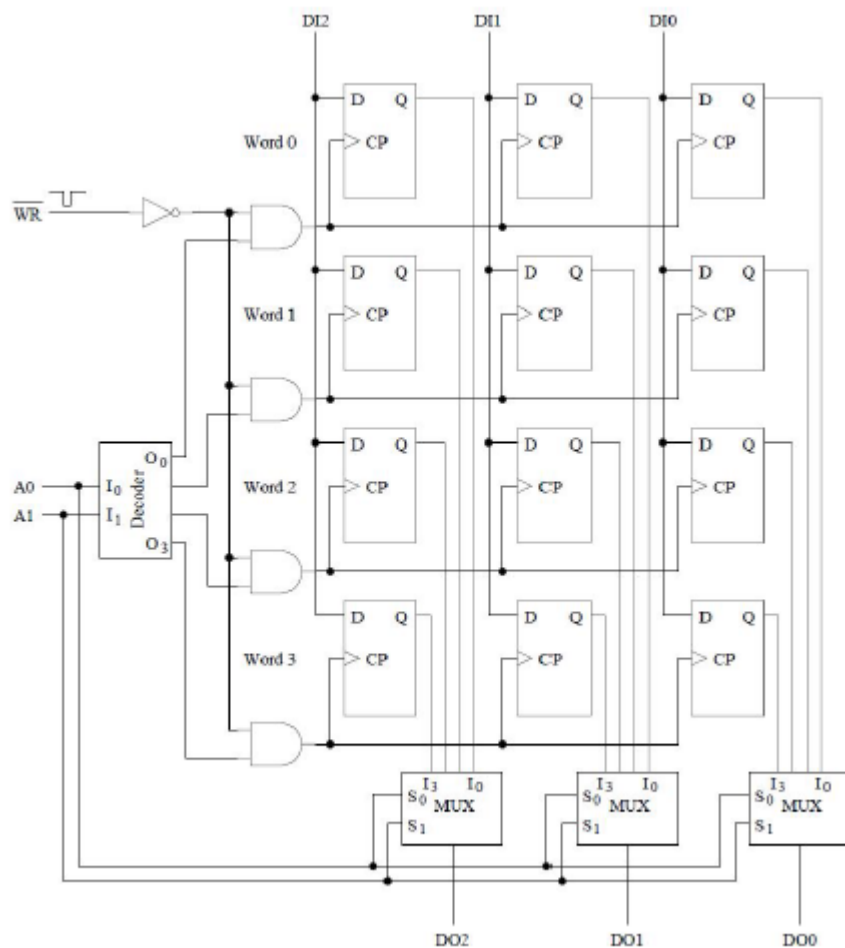 DI2 DI1 DI0
D Q D Q D Q
Word 0 CP CP CP
WR
D Q D Q D Q
Word 1 CP CP CP
D Q D Q D Q
O0
A0 I0 Decoder Word 2 CP CP CP
A1 I1
O3
D Q D Q D Q
Word 3 CP CP CP
I3 I0 I3 I0 I3 I0
S0 MUX S0 MUX S0 MUX
S1 S1 S1
DO2 DO1 DO0